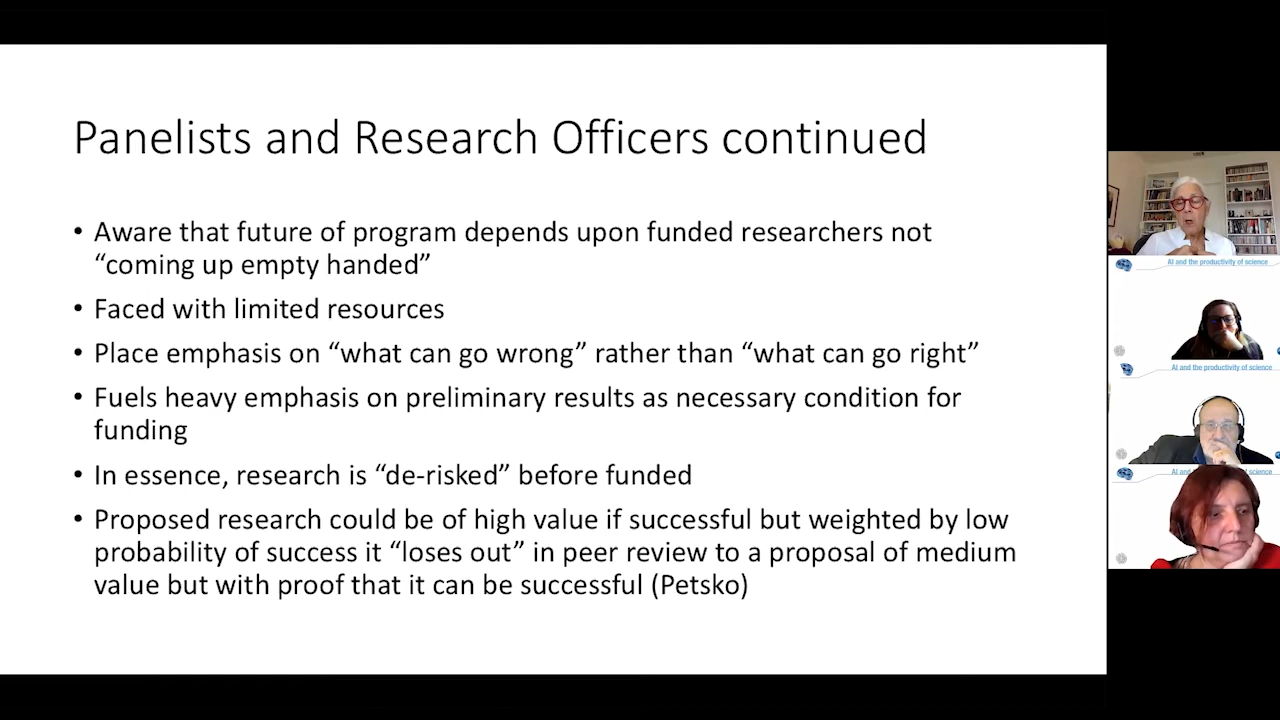 Panelists and Research Officers continued
• Aware that future of program depends upon funded researchers not
“coming up empty handed”
• Faced with limited resources
• Place emphasis on “what can go wrong” rather than “what can go right”
• Fuels heavy emphasis on preliminary results as necessary condition for
funding
• In essence, research is “de-risked” before funded
• Proposed research could be of high value if successful but weighted by low
probability of success it “loses out” in peer review to a proposal of medium
value but with proof that it can be successful (Petsko)
AI and the productivity of science
AI and the productivity of science
AI and science